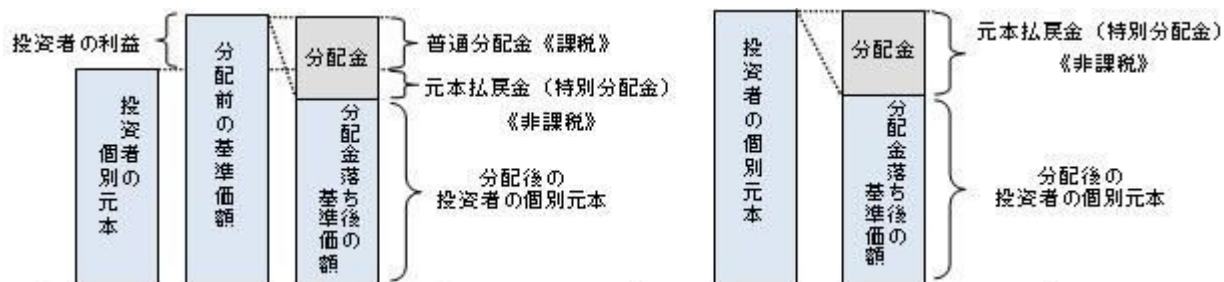 投資者の利益
投資者の
個別元本
分配前の基準価額
分配金
分配金落ち後の
基準価額
普通分配金《課税》
元本払戻金（特別分配金）
《非課税》
分配後の
投資者の個別元本
投資者の個別元本
分配金
分配金落ち後の
基準価額
元本払戻金（特別分配金）
《非課税》
分配後の
投資者の個別元本